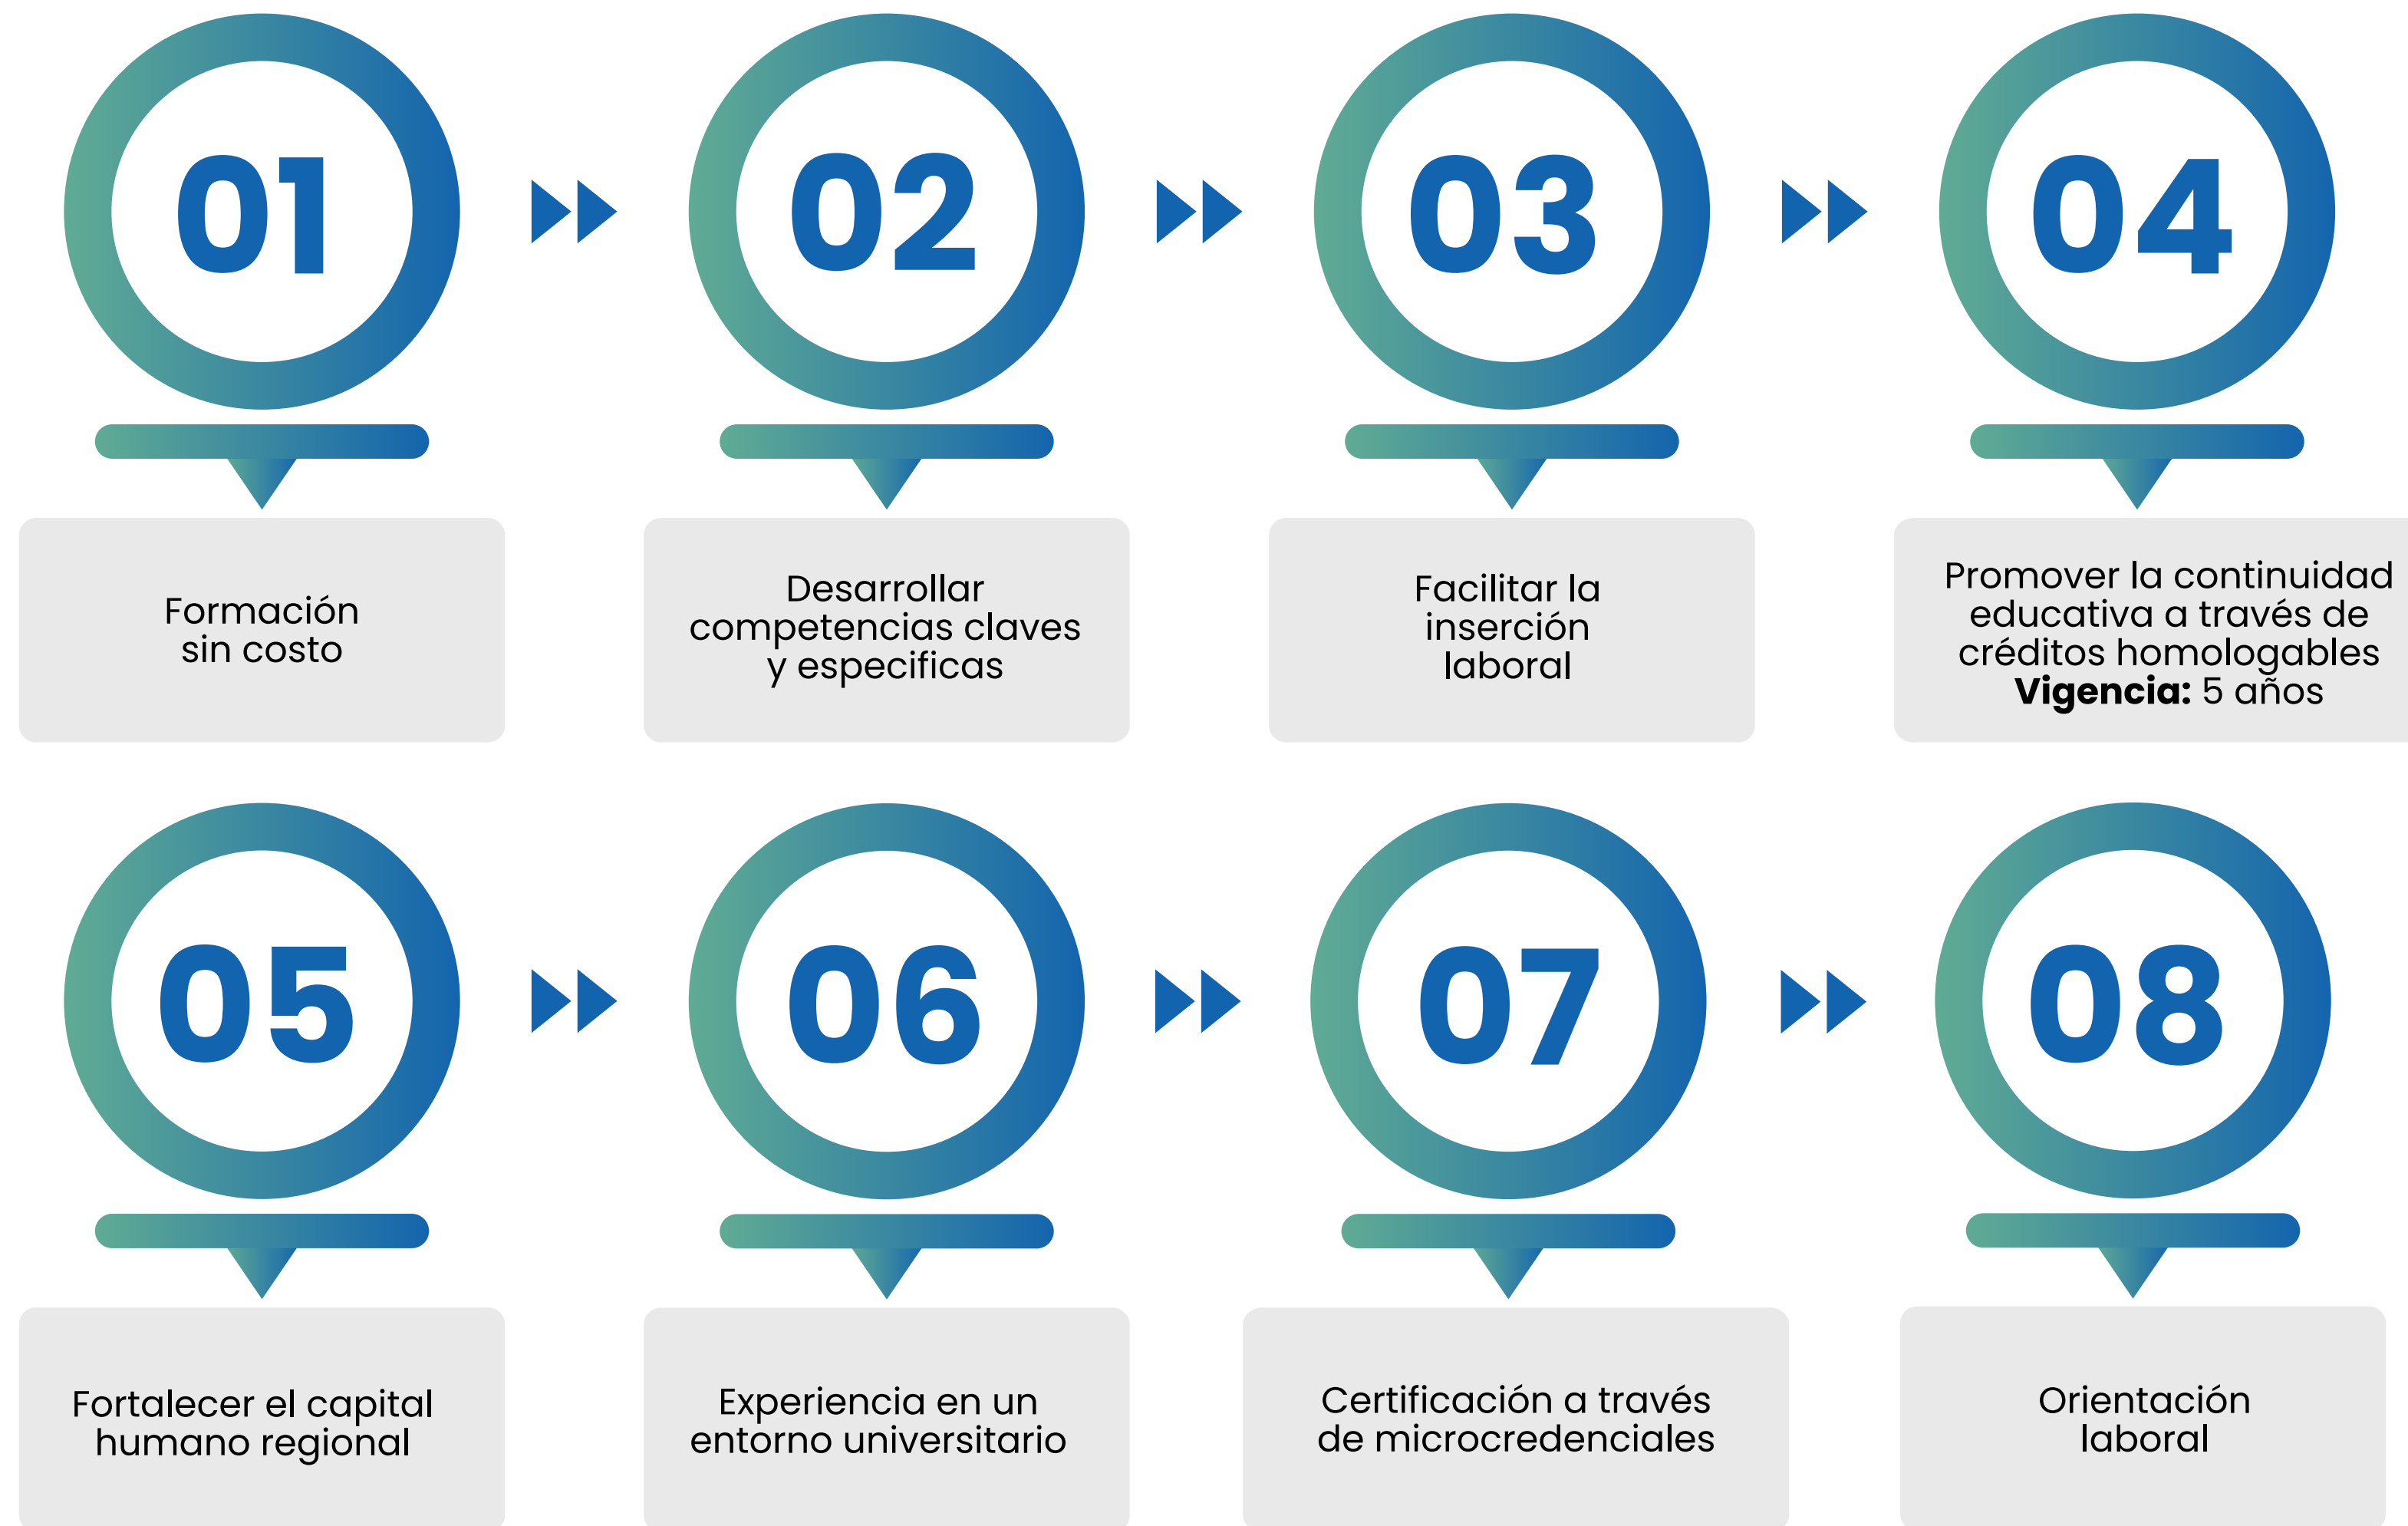 01
02
03
04
Formación
sin costo
Desarrollar
competencias claves
y especificas
Facilitar la
inserción
laboral
Promover la continuidad
educativa a través de
créditos homologables
Vigencia: 5 años
05
06
07
08
Fortalecer el capital
humano regional
Experiencia en un
entorno universitario
Certificación a través
de microcredenciales
Orientación
laboral